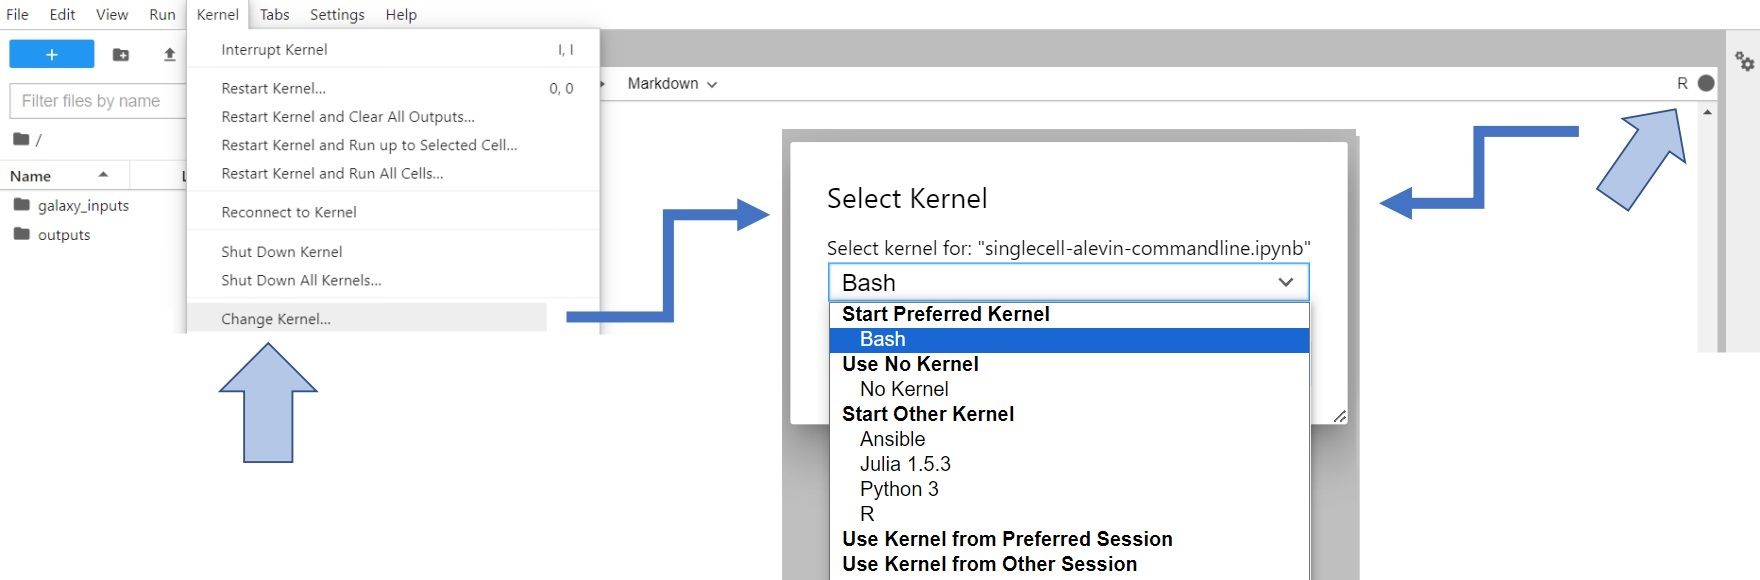 File Edit View Run Kernel Tabs Settings Help
+
Filter files by name
/
Name
L
galaxy_inputs
outputs
Interrupt Kernel I, I
Restart Kernel... 0, 0
Restart Kernel and Clear All Outputs...
Restart Kernel and Run up to Selected Cell...
Restart Kernel and Run All Cells...
Reconnect to Kernel
Shut Down Kernel
Shut Down All Kernels...
Change Kernel...
Markdown
R
Select Kernel
Select kernel for: "singlecell-alevin-commandline.ipynb"
Bash
Start Preferred Kernel
Bash
Use No Kernel
No Kernel
Start Other Kernel
Ansible
Julia 1.5.3
Python 3
R
Use Kernel from Preferred Session
Use Kernel from Other Session